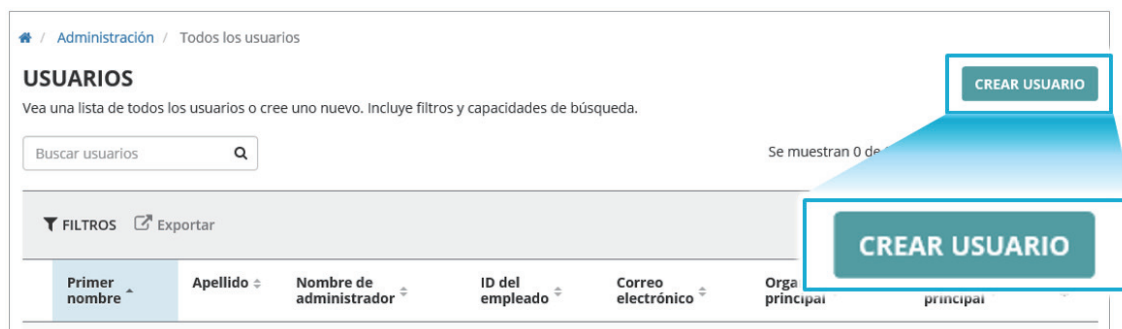 / Administración / Todos los usuarios
USUARIOS
CREAR USUARIO
Vea una lista de todos los usuarios o cree uno nuevo. Incluye filtros y capacidades de búsqueda.
Buscar usuarios
Se muestran 0 de
FILTROS Exportar
CREAR USUARIO
Primer nombre Apellido Nombre de administrador ID del empleado Correo electrónico principal principal